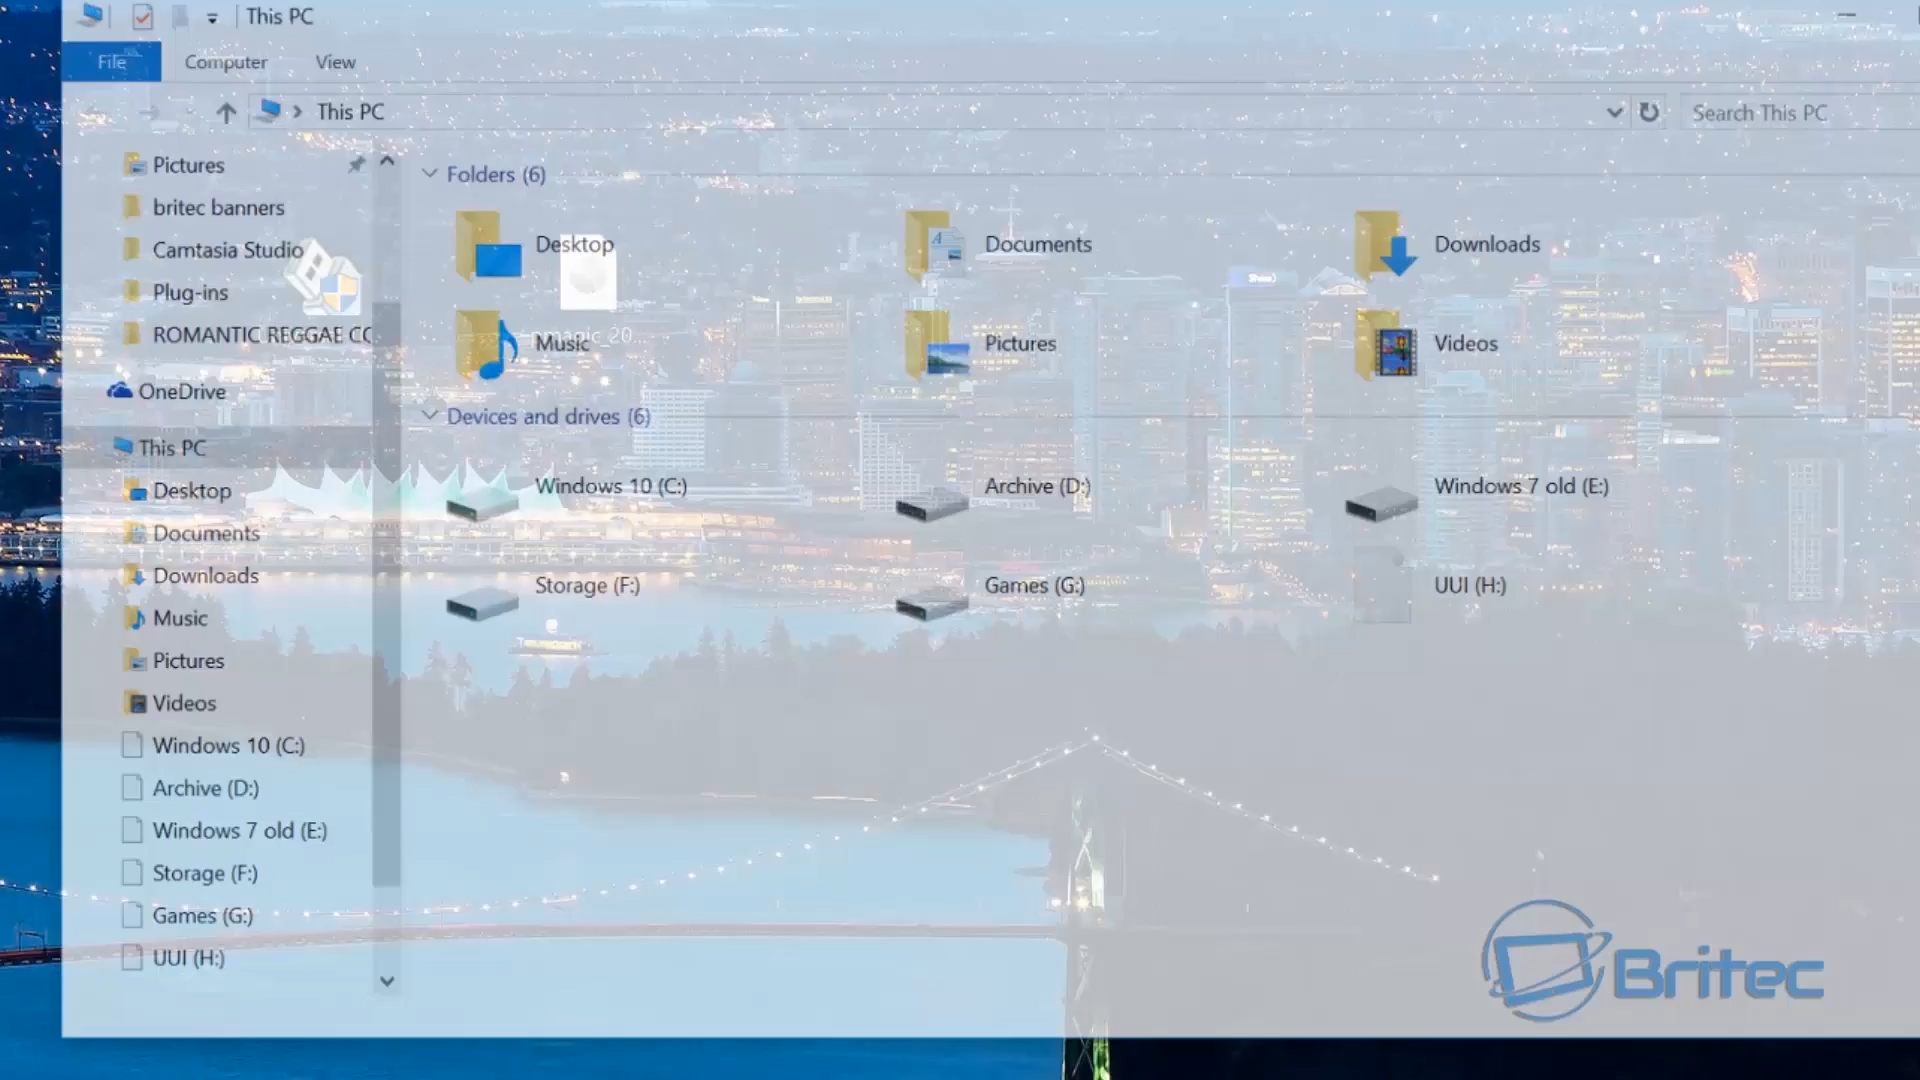 This PC
File Computer View
This PC
Search This PC
Pictures
britec banners
Camtasia Studio
Plug-ins
ROMANTIC REGGAE CO
OneDrive
This PC
Desktop
Documents
Downloads
Music
Pictures
Videos
Windows 10 (C:)
Archive (D:)
Windows 7 old (E:)
Storage (F:)
Games (G:)
UUI (H:)
Folders (6)
Desktop
Documents
Downloads
Music
Pictures
Videos
Devices and drives (6)
Windows 10 (C:)
Archive (D:)
Windows 7 old (E:)
Storage (F:)
Games (G:)
UUI (H:)
Britec